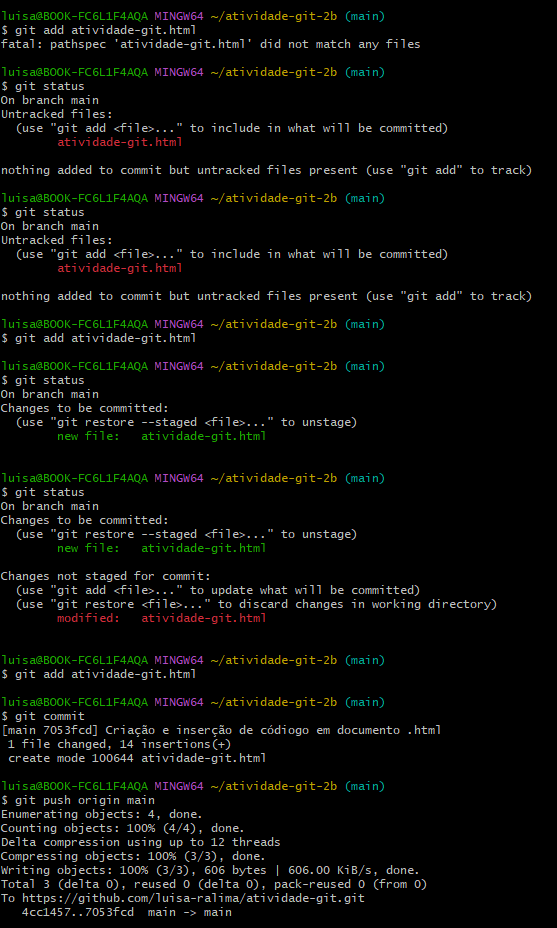 luisa@BOOK-FC6L1F4AQA MINGW64 ~/atividade-git-2b (main)
$ git add atividade-git.html
fatal: pathspec 'atividade-git.html' did not match any files
luisa@BOOK-FC6L1F4AQA MINGW64 ~/atividade-git-2b (main)
$ git status
On branch main
Untracked files:
  (use "git add <file>..." to include in what will be committed)
        atividade-git.html
nothing added to commit but untracked files present (use "git add" to track)
luisa@BOOK-FC6L1F4AQA MINGW64 ~/atividade-git-2b (main)
$ git status
On branch main
Untracked files:
  (use "git add <file>..." to include in what will be committed)
        atividade-git.html
nothing added to commit but untracked files present (use "git add" to track)
luisa@BOOK-FC6L1F4AQA MINGW64 ~/atividade-git-2b (main)
$ git add atividade-git.html
luisa@BOOK-FC6L1F4AQA MINGW64 ~/atividade-git-2b (main)
$ git status
On branch main
Changes to be committed:
  (use "git restore --staged <file>..." to unstage)
        new file:   atividade-git.html
luisa@BOOK-FC6L1F4AQA MINGW64 ~/atividade-git-2b (main)
$ git status
On branch main
Changes to be committed:
  (use "git restore --staged <file>..." to unstage)
        new file:   atividade-git.html
Changes not staged for commit:
  (use "git add <file>..." to update what will be committed)
  (use "git restore <file>..." to discard changes in working directory)
        modified:   atividade-git.html
luisa@BOOK-FC6L1F4AQA MINGW64 ~/atividade-git-2b (main)
$ git add atividade-git.html
luisa@BOOK-FC6L1F4AQA MINGW64 ~/atividade-git-2b (main)
$ git commit
[main 7053fcd] Criação e inserção de códiogo em documento .html
 1 file changed, 14 insertions(+)
 create mode 100644 atividade-git.html
luisa@BOOK-FC6L1F4AQA MINGW64 ~/atividade-git-2b (main)
$ git push origin main
Enumerating objects: 4, done.
Counting objects: 100% (4/4), done.
Delta compression using up to 12 threads
Compressing objects: 100% (3/3), done.
Writing objects: 100% (3/3), 606 bytes | 606.00 KiB/s, done.
Total 3 (delta 0), reused 0 (delta 0), pack-reused 0 (from 0)
To https://github.com/luisa-ralima/atividade-git.git
   4cc1457..7053fcd  main -> main